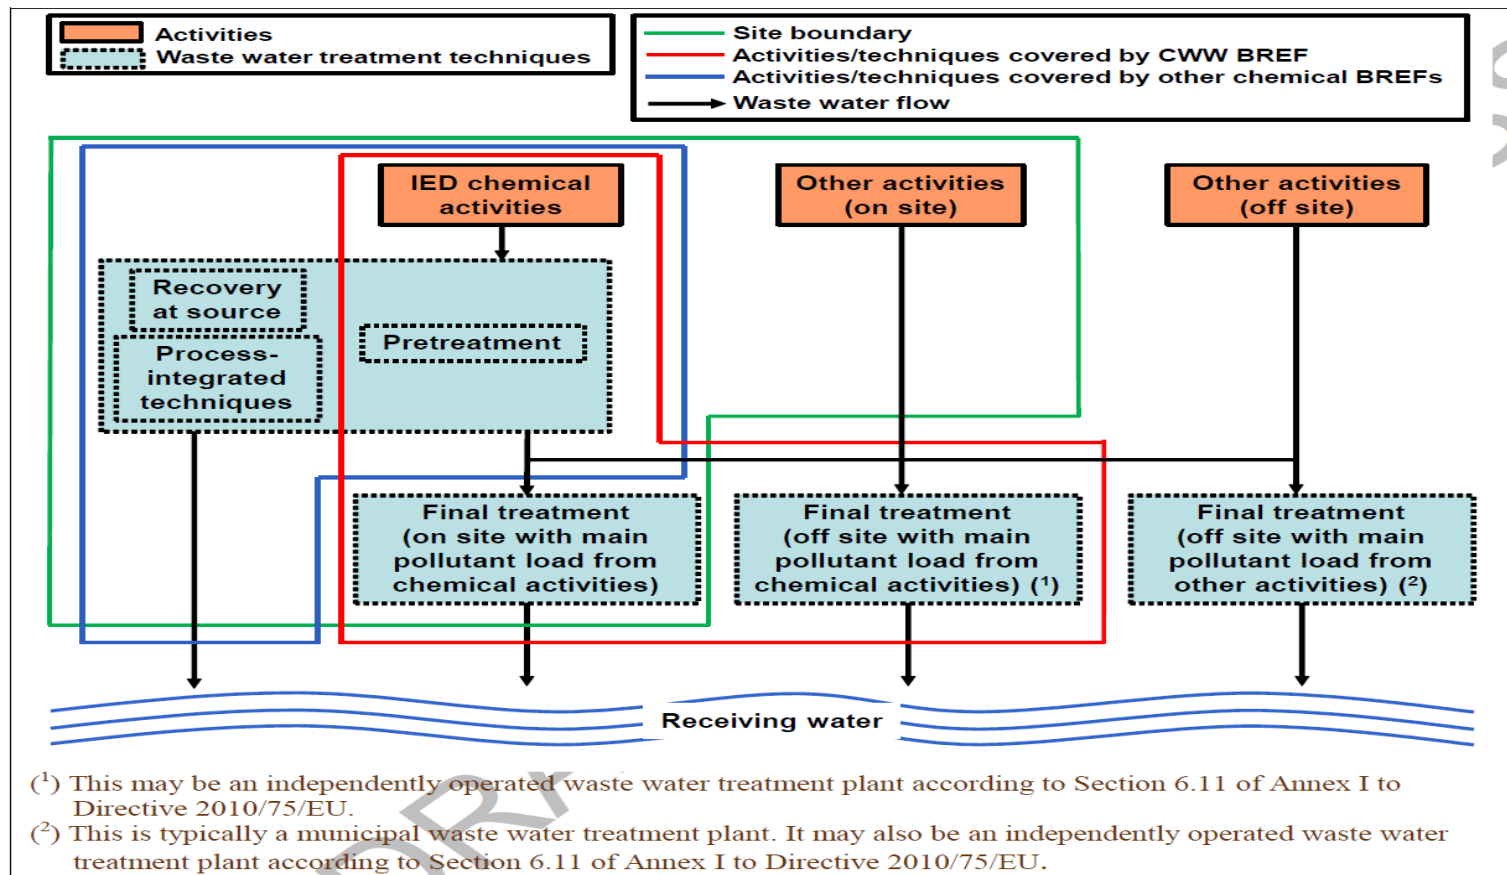 Activities
Waste water treatment techniques
Site boundary
Activities/techniques covered by CWW BREF
Activities/techniques covered by other chemical BREFs
Waste water flow
IED chemical
activities
Other activities
(on site)
Other activities
(off site)
Recovery
at source
Process-
integrated
techniques
Pretreatment
Final treatment
(on site with main
pollutant load from
chemical activities)
Final treatment
(off site with main
pollutant load from
chemical activities) (¹)
Final treatment
(off site with main
pollutant load from
other activities) (²)
Receiving water
(¹) This may be an independently operated waste water treatment plant according to Section 6.11 of Annex I to
Directive 2010/75/EU.
(²) This is typically a municipal waste water treatment plant. It may also be an independently operated waste water
treatment plant according to Section 6.11 of Annex I to Directive 2010/75/EU.